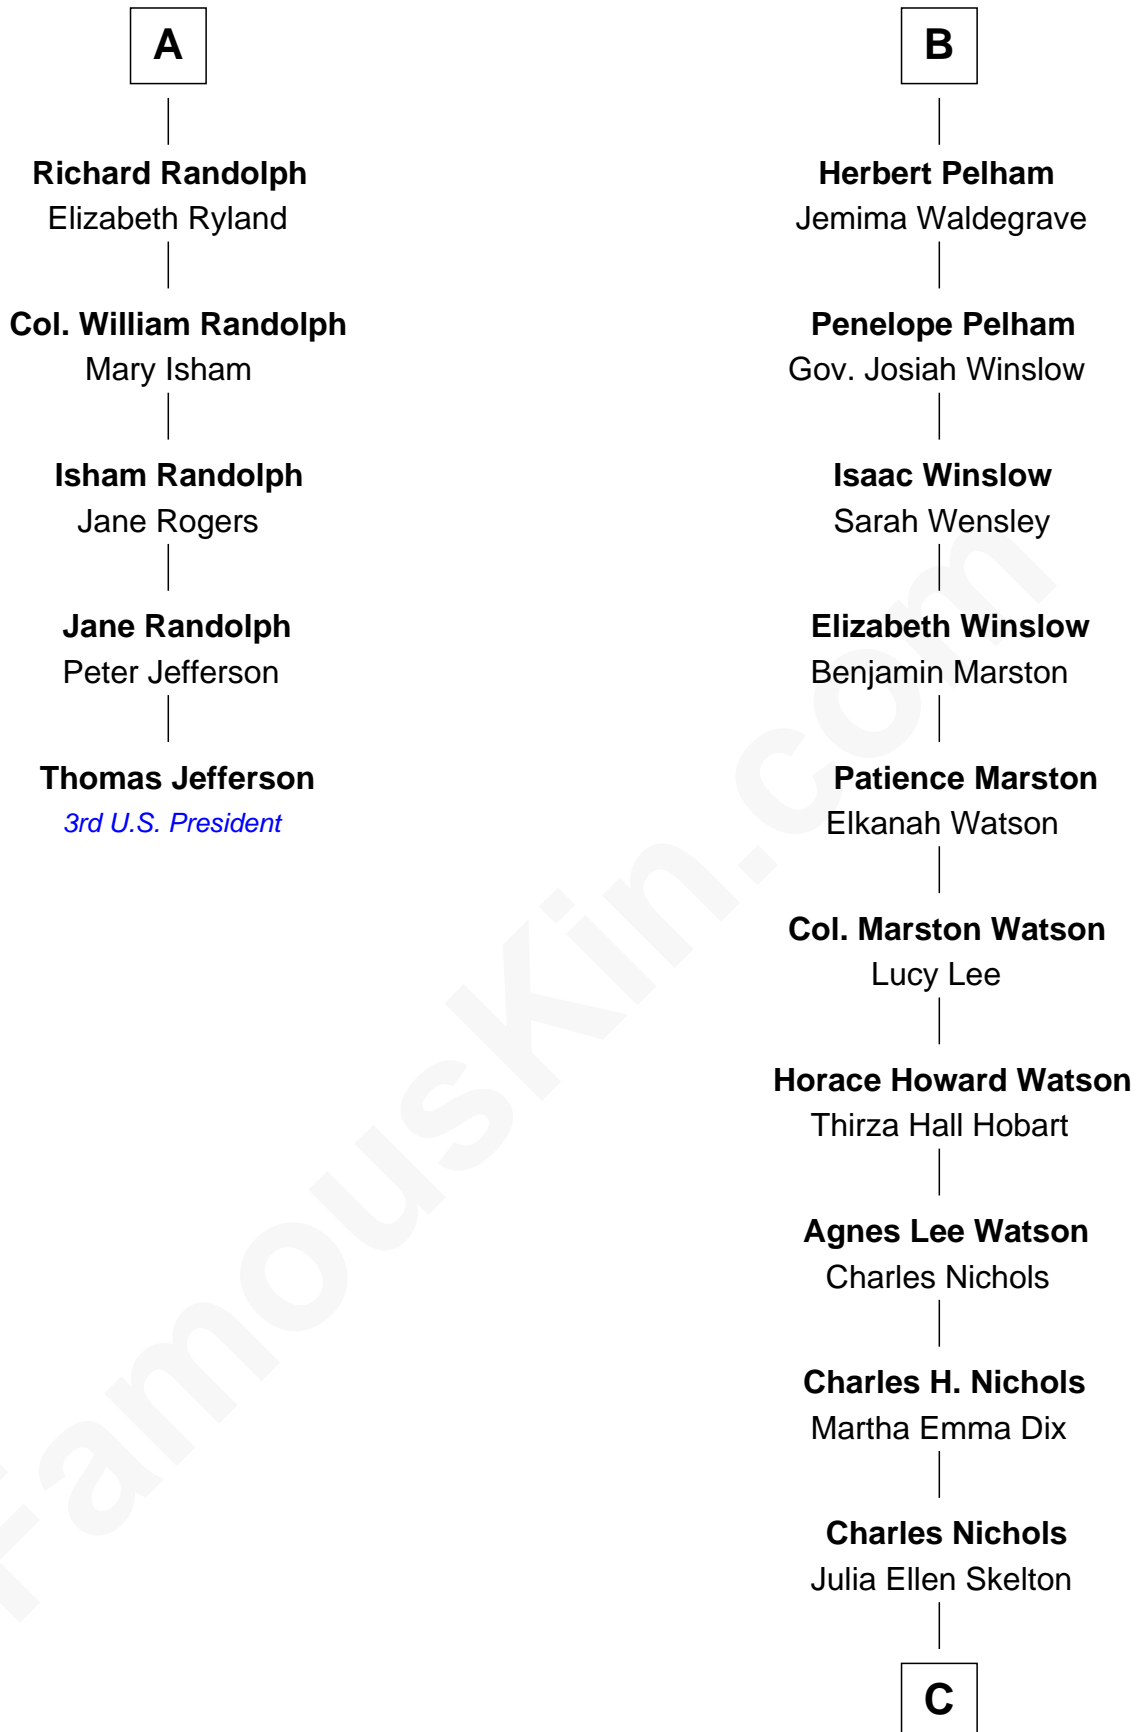 A
Richard Randolph
Elizabeth Ryland
Col. William Randolph
Mary Isham
Isham Randolph
Jane Rogers
Jane Randolph
Peter Jefferson
Thomas Jefferson
3rd U.S. President
B
Herbert Pelham
Jemima Waldegrave
Penelope Pelham
Gov. Josiah Winslow
Isaac Winslow
Sarah Wensley
Elizabeth Winslow
Benjamin Marston
Patience Marston
Elkanah Watson
Col. Marston Watson
Lucy Lee
Horace Howard Watson
Thirza Hall Hobart
Agnes Lee Watson
Charles Nichols
Charles H. Nichols
Martha Emma Dix
Charles Nichols
Julia Ellen Skelton
C
FamousKin.com